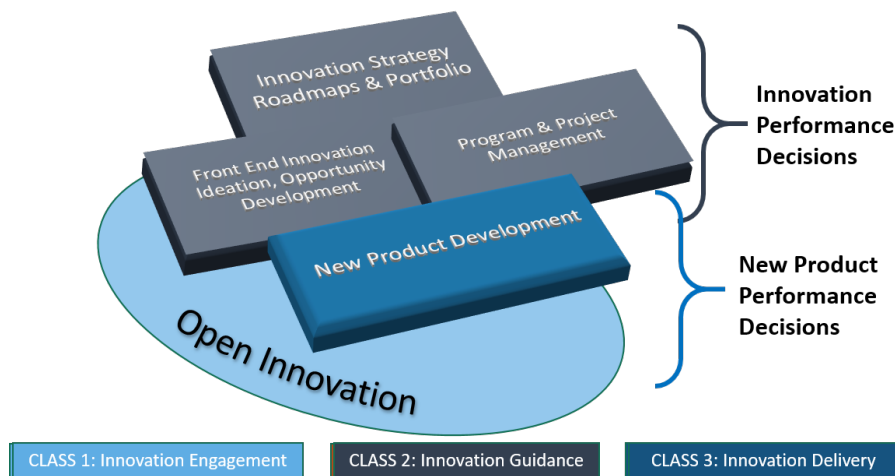 Innovation Strategy
Roadmaps & Portfolio
Program & Project
Management
Front End Innovation
Ideation, Opportunity
Development
New Product Development
Open Innovation
Innovation
Performance
Decisions
New Product
Performance
Decisions
CLASS 1: Innovation Engagement
CLASS 2: Innovation Guidance
CLASS 3: Innovation Delivery